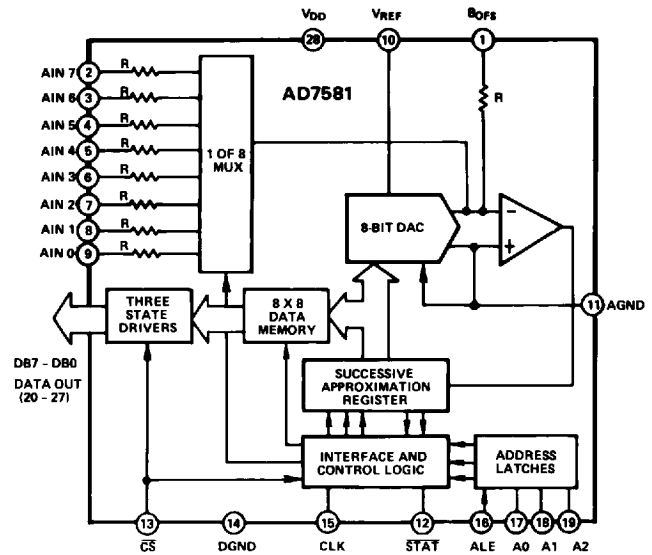 VDD VREF BOFS
28 10 1
AD7581
AIN 7 2 R
AIN 6 3 R
AIN 5 4 R
AIN 4 5 R
AIN 3 6 R
AIN 2 7 R
AIN 1 8 R
AIN 0 9 R
1 OF 8
MUX
R
8-BIT DAC
−
+
11 AGND
THREE
STATE
DRIVERS
8 X 8
DATA
MEMORY
DB7 – DB0
DATA OUT
(20 – 27)
SUCCESSIVE
APPROXIMATION
REGISTER
INTERFACE AND
CONTROL LOGIC
ADDRESS
LATCHES
13 14 15 12 16 17 18 19
C̅S̅ DGND CLK S̅T̅A̅T̅ ALE A0 A1 A2